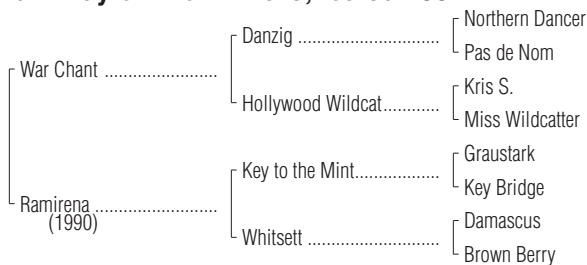 Northern Dancer
Danzig ..............................
Pas de Nom
War Chant ........................
Kris S.
Hollywood Wildcat............
Miss Wildcatter
Graustark
Key to the Mint..................
Key Bridge
Ramirena ..........................
(1990)
Damascus
Whitsett ............................
Brown Berry